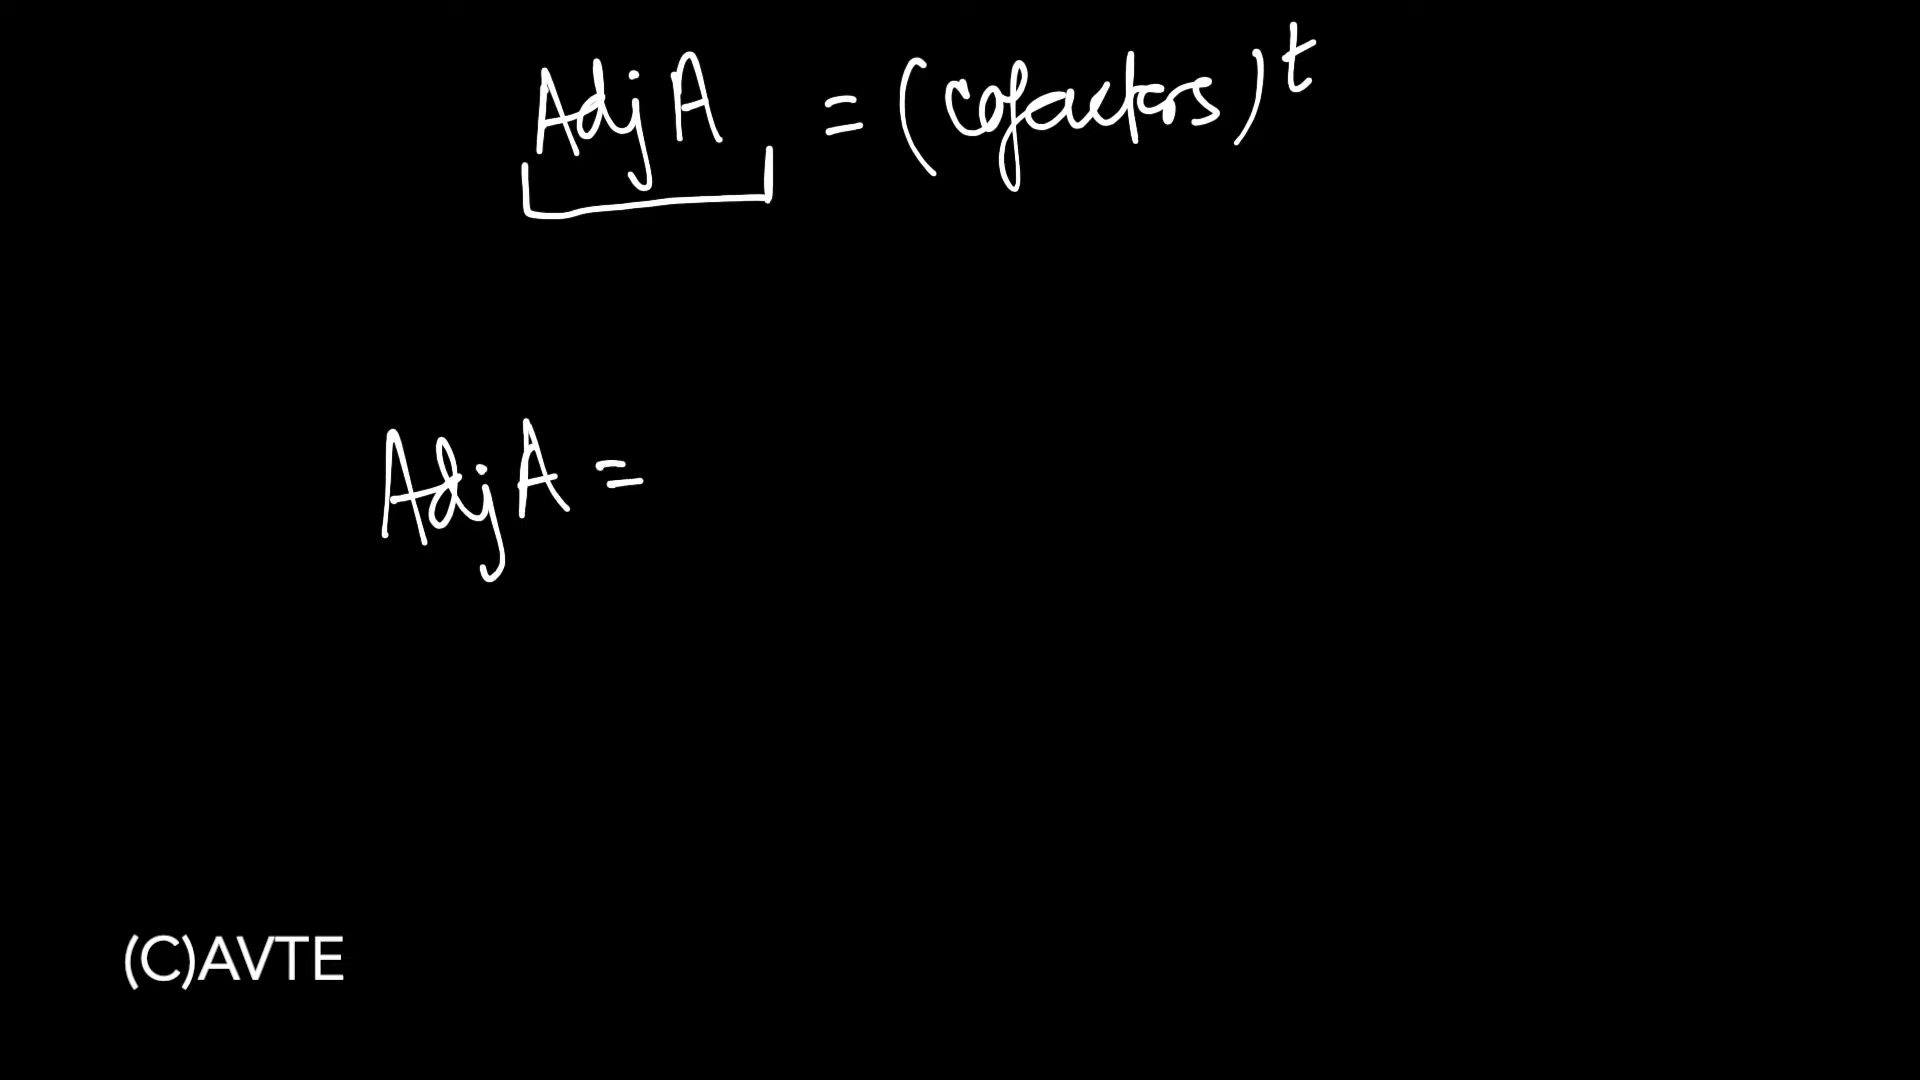 Adj A = (cofactors)^t
Adj A =
(C)AVTE